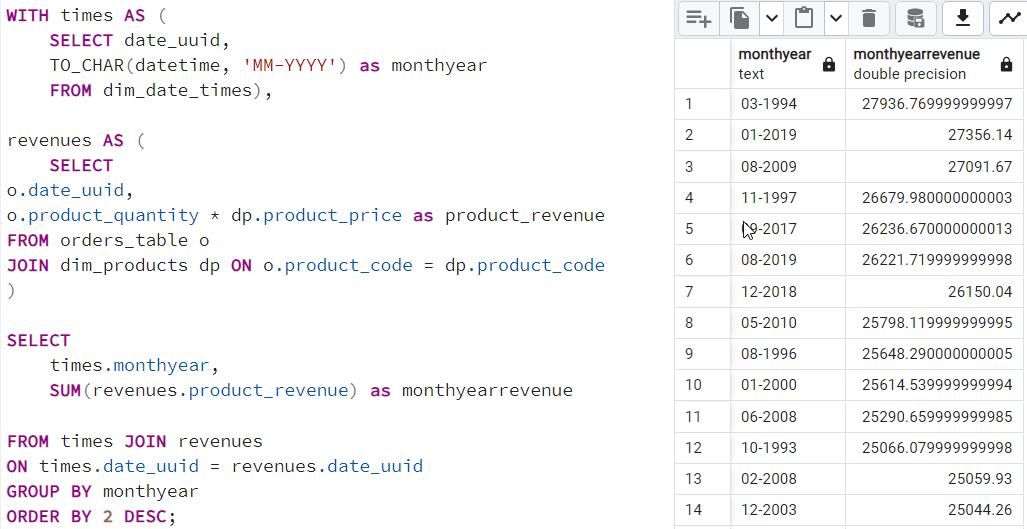 WITH times AS (
    SELECT date_uuid,
    TO_CHAR(datetime, 'MM-YYYY') as monthyear
    FROM dim_date_times),
revenues AS (
    SELECT
o.date_uuid,
o.product_quantity * dp.product_price as product_revenue
FROM orders_table o
JOIN dim_products dp ON o.product_code = dp.product_code
)
SELECT
    times.monthyear,
    SUM(revenues.product_revenue) as monthyearrevenue
FROM times JOIN revenues
ON times.date_uuid = revenues.date_uuid
GROUP BY monthyear
ORDER BY 2 DESC;
monthyear monthyearrevenue
text double precision
1 03-1994 27936.769999999997
2 01-2019 27356.14
3 08-2009 27091.67
4 11-1997 26679.980000000003
5 09-2017 26236.670000000013
6 08-2019 26221.719999999998
7 12-2018 26150.04
8 05-2010 25798.119999999995
9 08-1996 25648.290000000005
10 01-2000 25614.539999999994
11 06-2008 25290.659999999985
12 10-1993 25066.079999999998
13 02-2008 25059.93
14 12-2003 25044.26